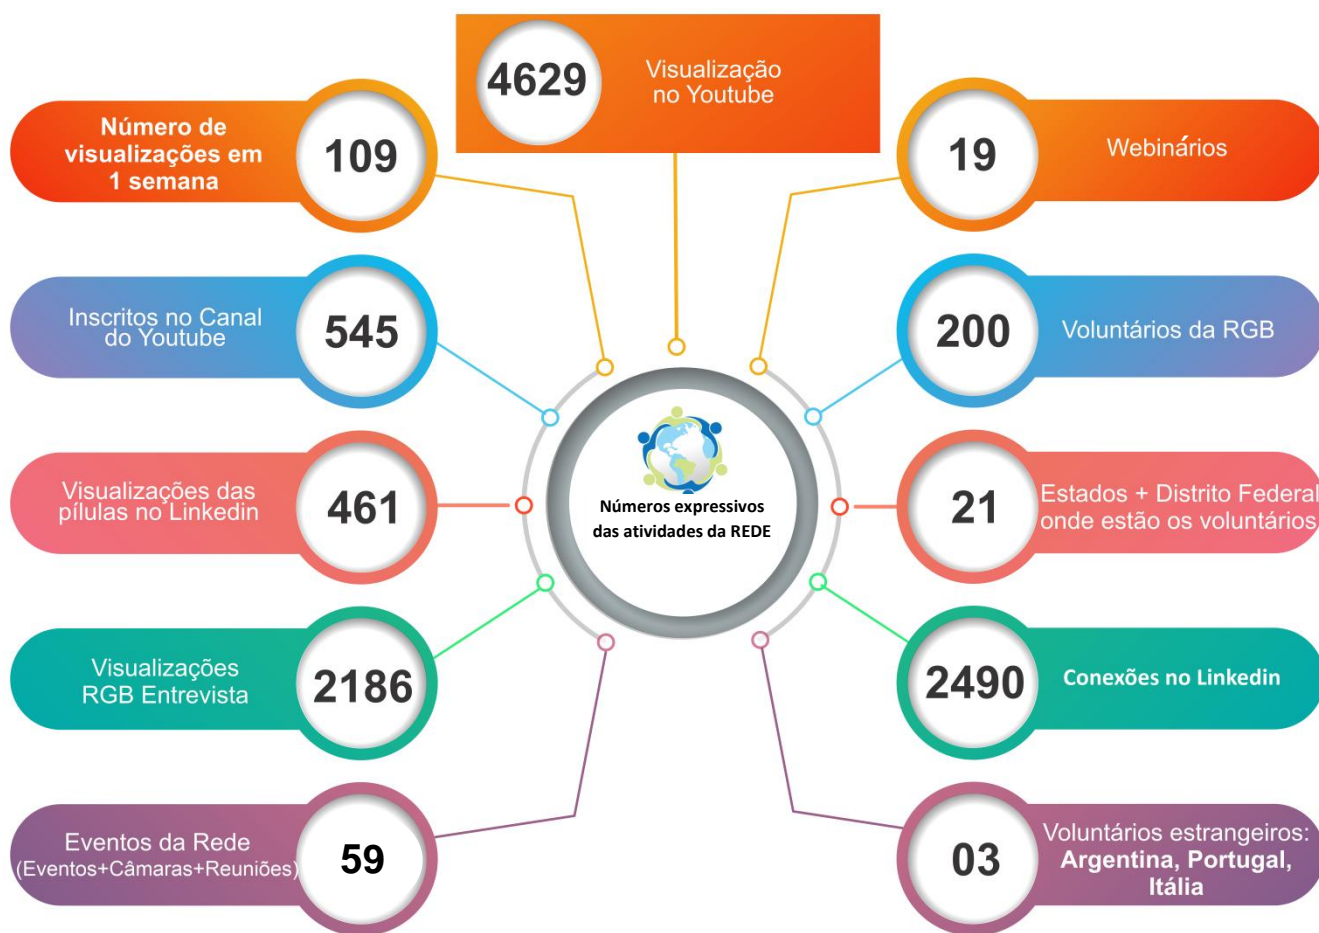 4629
Visualização
no Youtube
Número de
visualizações em
1 semana
109
19
Webinários
Inscritos no Canal
do Youtube
545
200
Voluntários da RGB
Visualizações das
pílulas no Linkedin
461
21
Estados + Distrito Federal
onde estão os voluntários
Números expressivos
das atividades da REDE
Visualizações
RGB Entrevista
2186
2490
Conexões no Linkedin
Eventos da Rede
(Eventos+Câmaras+Reuniões)
59
03
Voluntários estrangeiros:
Argentina, Portugal,
Itália